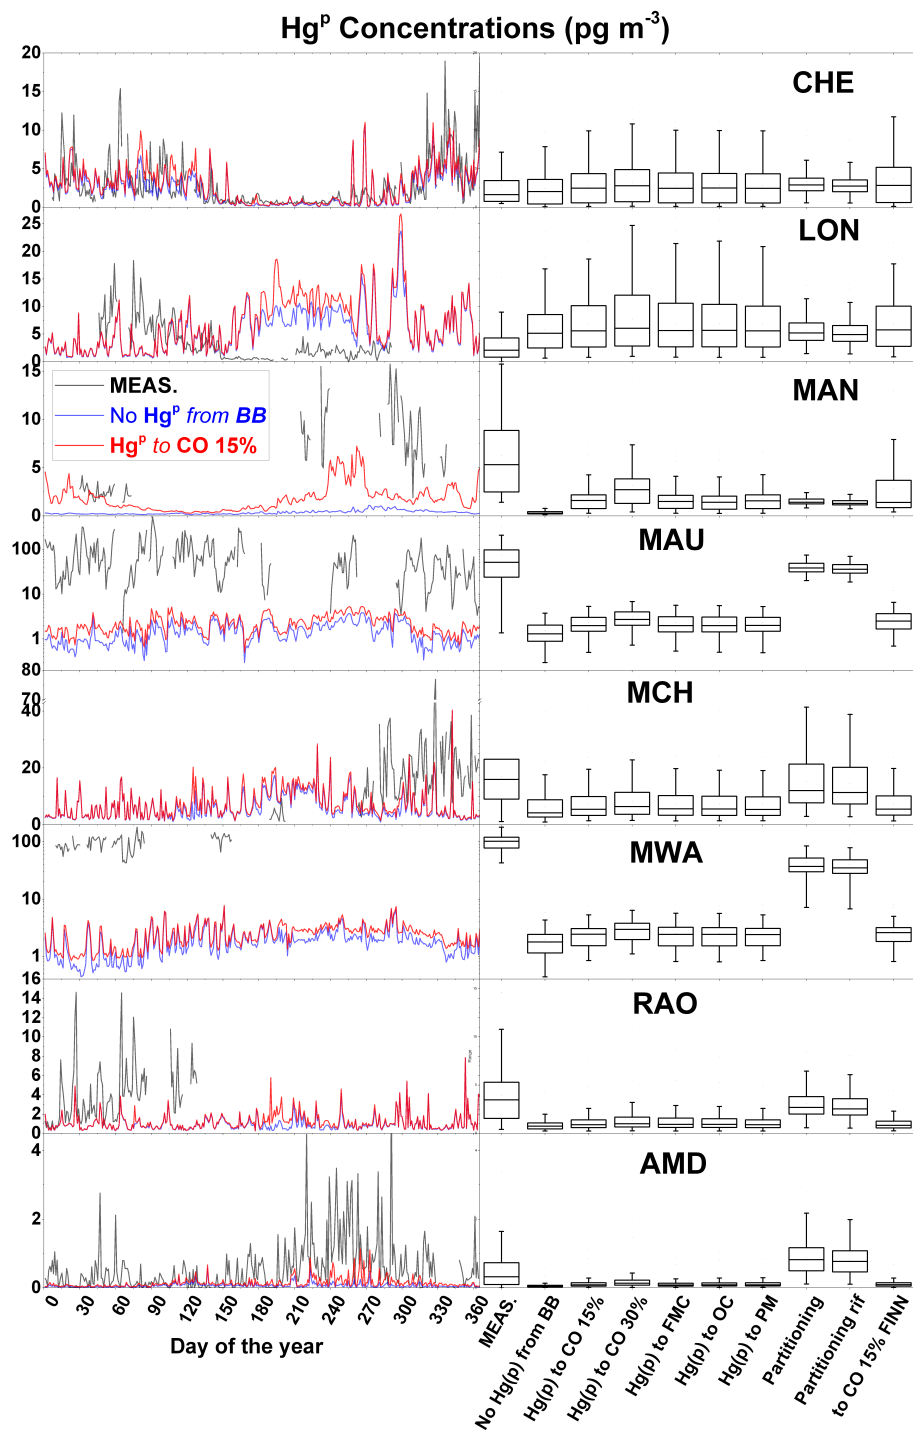 Hgᵖ Concentrations (pg m⁻³)
20
15
10
5
0
CHE
25
20
15
10
5
0
LON
15
10
5
0
MEAS.
No Hgᵖ from BB
Hgᵖ to CO 15%
MAN
100
10
1
MAU
80
70
40
20
0
MCH
100
10
1
MWA
16
14
12
10
8
6
4
2
0
RAO
4
2
0
AMD
0 30 60 90 120 150 180 210 240 270 300 330 360
Day of the year
MEAS.
No Hg(p) from BB
Hg(p) to CO 15%
Hg(p) to CO 30%
Hg(p) to FMC
Hg(p) to OC
Hg(p) to PM
Partitioning
Partitioning rif
to CO 15% FINN